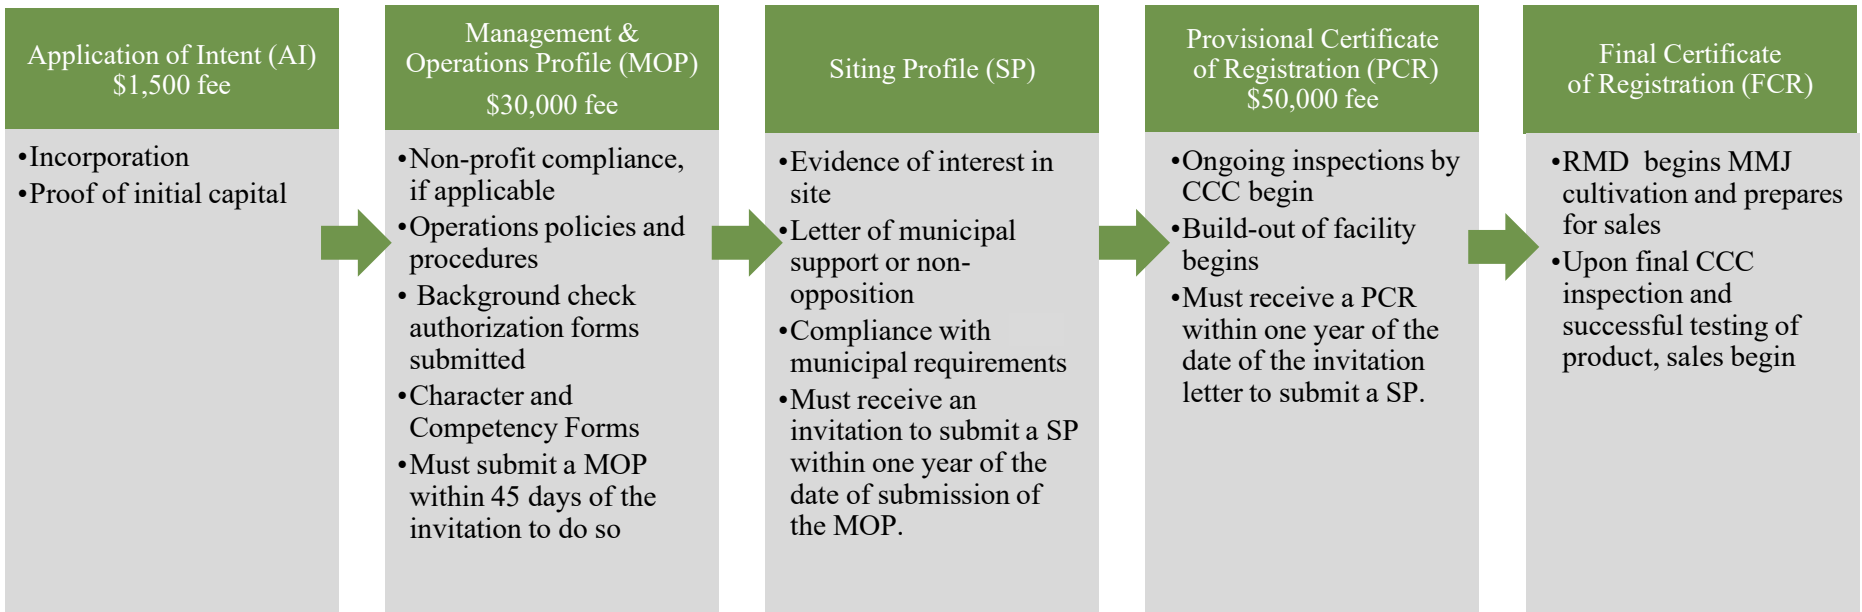 Application of Intent (AI)
$1,500 fee
•Incorporation
•Proof of initial capital
Management &
Operations Profile (MOP)
$30,000 fee
•Non-profit compliance,
if applicable
•Operations policies and
procedures
• Background check
authorization forms
submitted
•Character and
Competency Forms
•Must submit a MOP
within 45 days of the
invitation to do so
Siting Profile (SP)
•Evidence of interest in
site
•Letter of municipal
support or non-
opposition
•Compliance with
municipal requirements
•Must receive an
invitation to submit a SP
within one year of the
date of submission of
the MOP.
Provisional Certificate
of Registration (PCR)
$50,000 fee
•Ongoing inspections by
CCC begin
•Build-out of facility
begins
•Must receive a PCR
within one year of the
date of the invitation
letter to submit a SP.
Final Certificate
of Registration (FCR)
•RMD begins MMJ
cultivation and prepares
for sales
•Upon final CCC
inspection and
successful testing of
product, sales begin